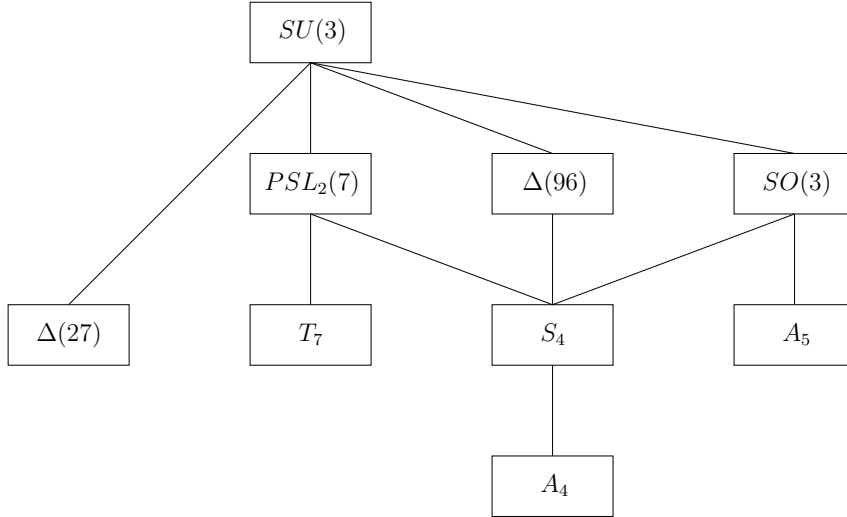 SU(3)
PSL₂(7)
Δ(96)
SO(3)
Δ(27)
T₇
S₄
A₅
A₄